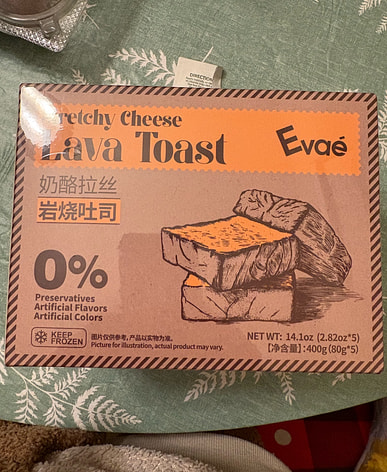 DIRECTION
Stretchy Cheese
Lava Toast
Evaé
奶酪拉丝
岩烧吐司
0%
Preservatives
Artificial Flavors
Artificial Colors
KEEP
FROZEN
图片仅供参考，产品以实物为准。
Picture for illustration, actual product may vary.
NET WT: 14.1oz (2.82oz*5)
【净含量】: 400g (80g*5)